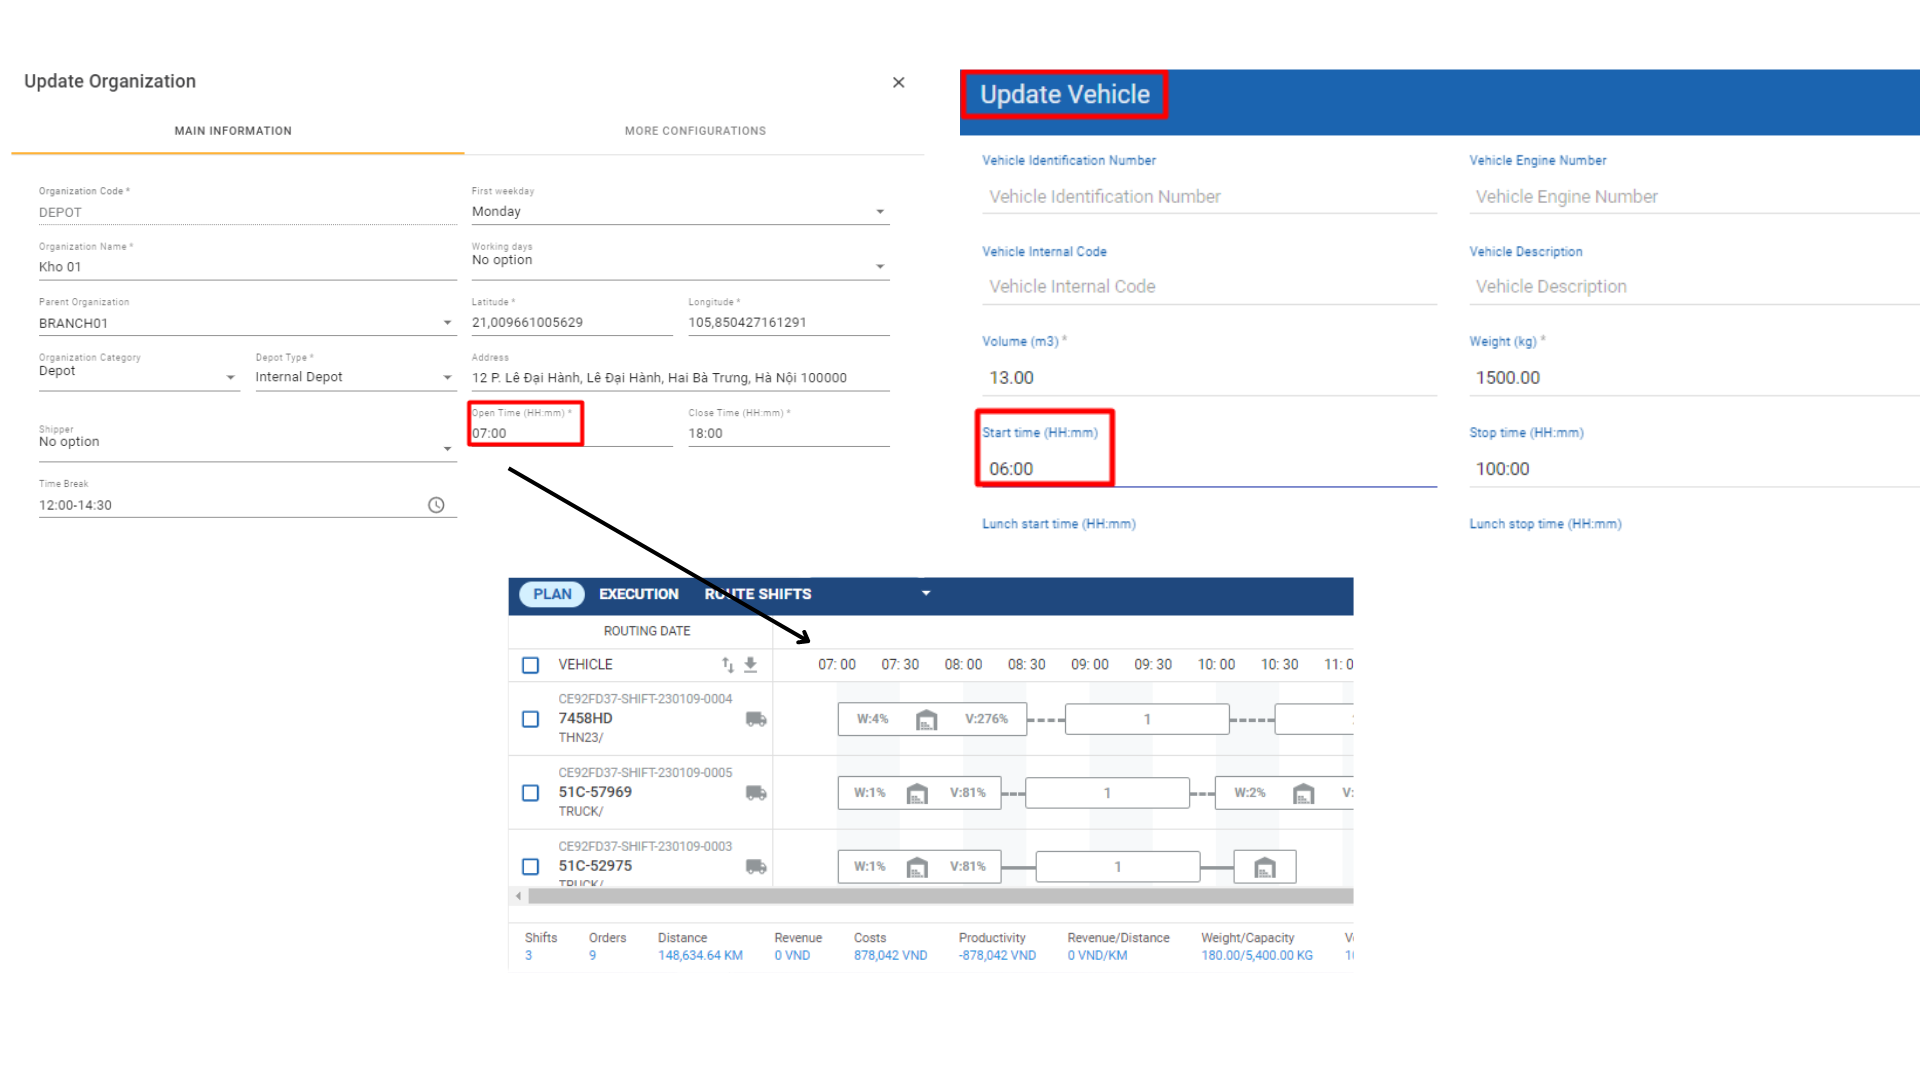 Update Organization
MAIN INFORMATION
MORE CONFIGURATIONS
Organization Code *
DEPOT
First weekday
Monday
Organization Name *
Kho 01
Working days
No option
Parent Organization
BRANCH01
Latitude *
21,009661005629
Longitude *
105,850427161291
Organization Category
Depot
Depot Type *
Internal Depot
Address
12 P. Lê Đại Hành, Lê Đại Hành, Hai Bà Trưng, Hà Nội 100000
Shipper
No option
Open Time (HH:mm) *
07:00
Close Time (HH:mm) *
18:00
Time Break
12:00-14:30
Update Vehicle
Vehicle Identification Number
Vehicle Identification Number
Vehicle Engine Number
Vehicle Engine Number
Vehicle Internal Code
Vehicle Internal Code
Vehicle Description
Vehicle Description
Volume (m3) *
13.00
Weight (kg) *
1500.00
Start time (HH:mm)
06:00
Stop time (HH:mm)
100:00
Lunch start time (HH:mm)
Lunch stop time (HH:mm)
PLAN EXECUTION ROUTE SHIFTS
ROUTING DATE
VEHICLE 07: 00 07: 30 08: 00 08: 30 09: 00 09: 30 10: 00 10: 30 11: 0
CE92FD37-SHIFT-230109-0004
7458HD
THN23/
W:4% V:276% 1
CE92FD37-SHIFT-230109-0005
51C-57969
TRUCK/
W:1% V:81% 1 W:2% V:
CE92FD37-SHIFT-230109-0003
51C-52975
TRUCK/
W:1% V:81% 1
Shifts Orders Distance Revenue Costs Productivity Revenue/Distance Weight/Capacity
3 9 148,634.64 KM 0 VND 878,042 VND -878,042 VND 0 VND/KM 180.00/5,400.00 KG